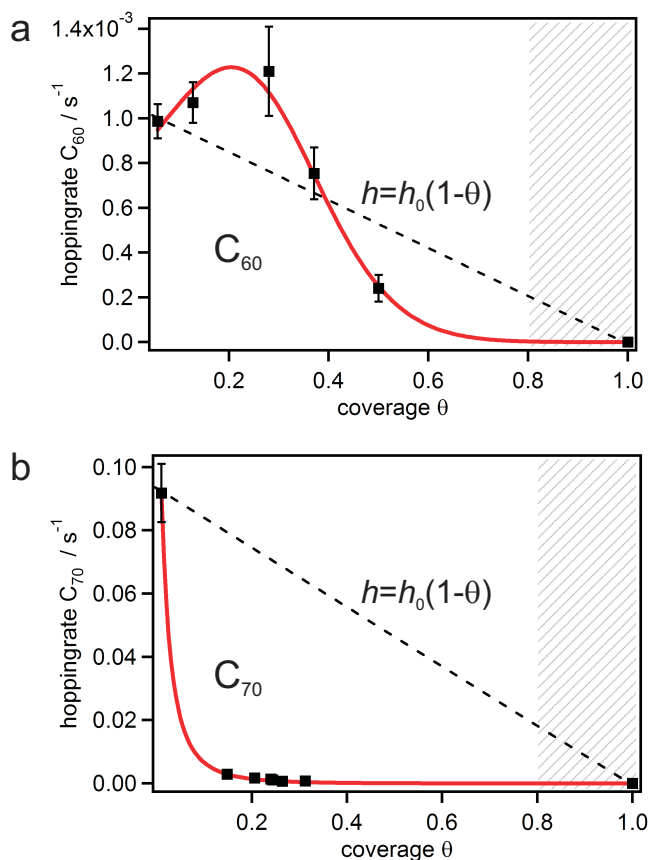 a
1.4x10⁻³
1.2
1.0
0.8
0.6
0.4
0.2
0.0
hoppingrate C₆₀ / s⁻¹
h=h₀(1-θ)
C₆₀
0.2 0.4 0.6 0.8 1.0
coverage θ
b
0.10
0.08
0.06
0.04
0.02
0.00
hoppingrate C₇₀ / s⁻¹
h=h₀(1-θ)
C₇₀
0.2 0.4 0.6 0.8 1.0
coverage θ